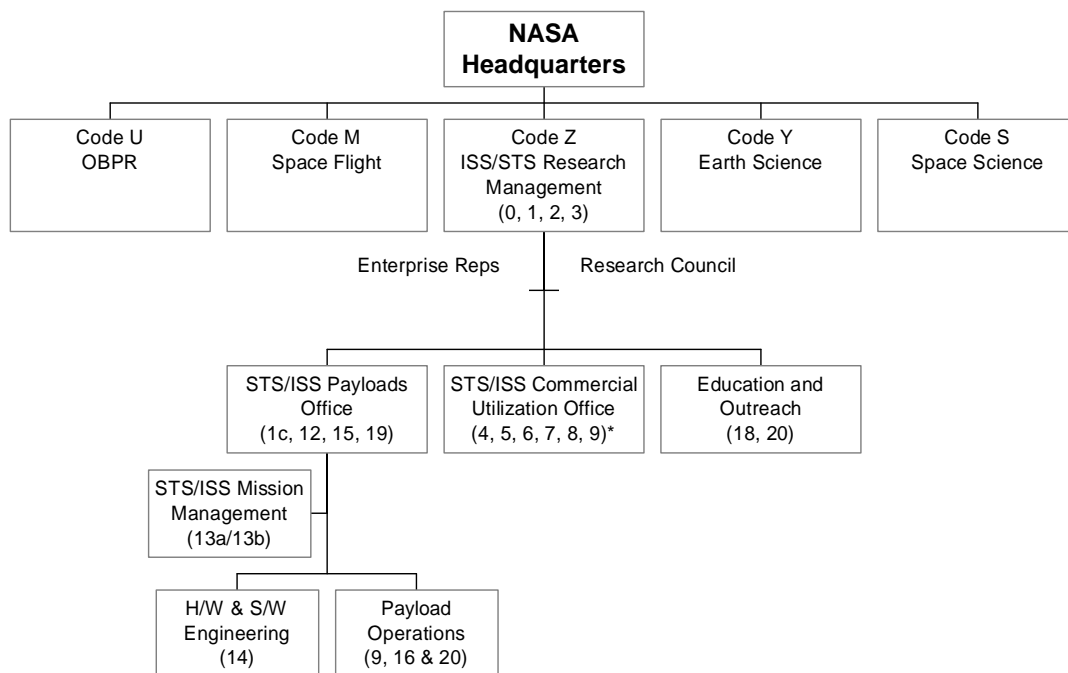 NASA
Headquarters
Code U
OBPR
Code M
Space Flight
Code Z
ISS/STS Research
Management
(0, 1, 2, 3)
Code Y
Earth Science
Code S
Space Science
Enterprise Reps
Research Council
STS/ISS Payloads
Office
(1c, 12, 15, 19)
STS/ISS Commercial
Utilization Office
(4, 5, 6, 7, 8, 9)*
Education and
Outreach
(18, 20)
STS/ISS Mission
Management
(13a/13b)
H/W & S/W
Engineering
(14)
Payload
Operations
(9, 16 & 20)